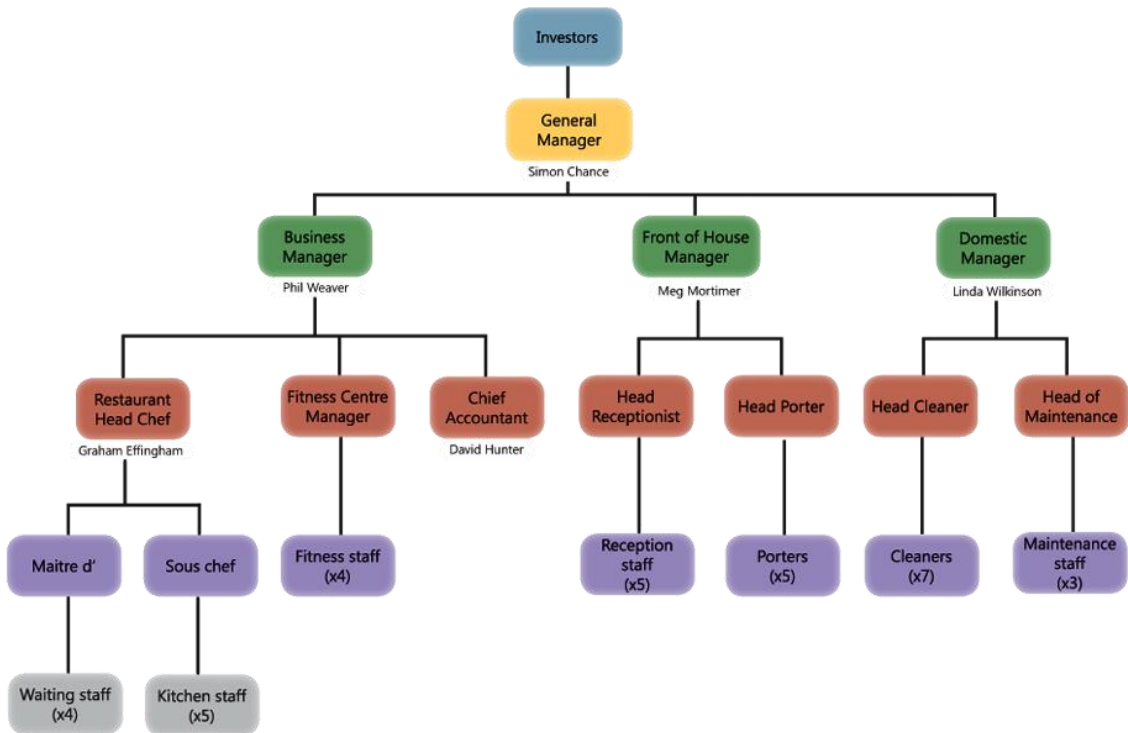 Investors
General
Manager
Simon Chance
Business
Manager
Phil Weaver
Front of House
Manager
Meg Mortimer
Domestic
Manager
Linda Wilkinson
Restaurant
Head Chef
Graham Effingham
Fitness Centre
Manager
Chief
Accountant
David Hunter
Head
Receptionist
Head Porter
Head Cleaner
Head of
Maintenance
Maitre d'
Sous chef
Fitness staff
(x4)
Reception
staff
(x5)
Porters
(x5)
Cleaners
(x7)
Maintenance
staff
(x3)
Waiting staff
(x4)
Kitchen staff
(x5)